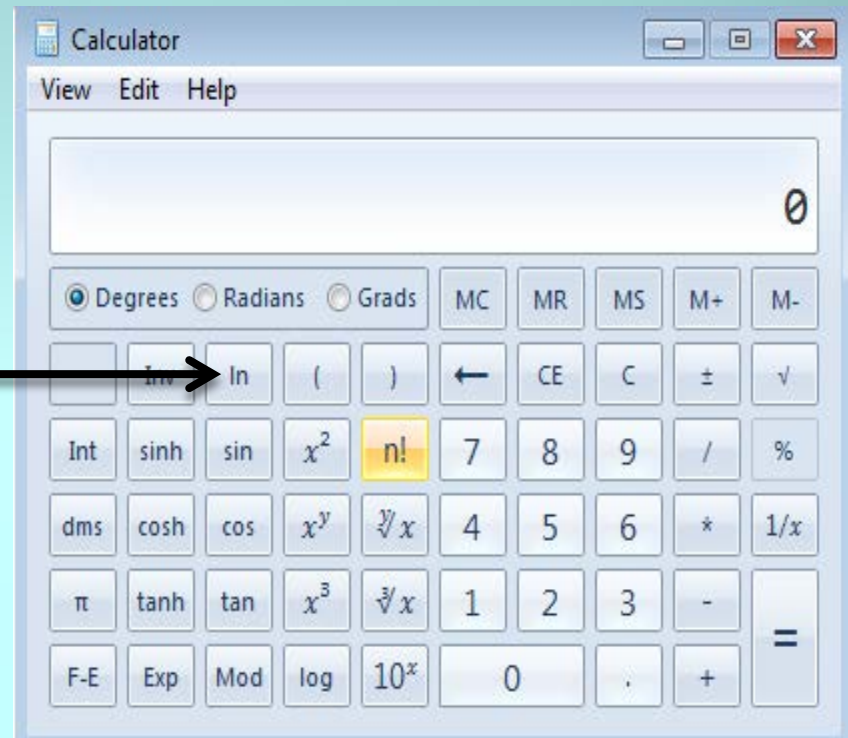 Calculator
View Edit Help
0
Degrees Radians Grads MC MR MS M+ M-
Inv ln ( ) ← CE C ± √
Int sinh sin x² n! 7 8 9 / %
dms cosh cos xʸ ʸ√x 4 5 6 * 1/x
π tanh tan x³ ³√x 1 2 3 - =
F-E Exp Mod log 10ˣ 0 . +